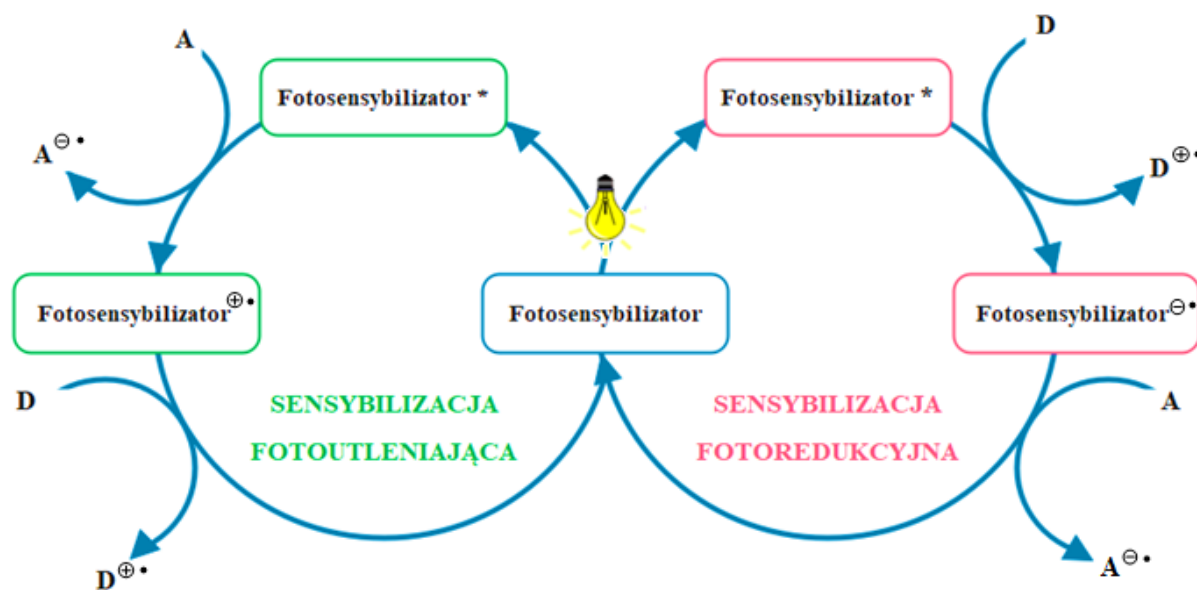 A
D
Fotosensybilizator *
Fotosensybilizator *
A⊖•
D⊕•
Fotosensybilizator⊕•
Fotosensybilizator
Fotosensybilizator⊖•
D
SENSYBILIZACJA
FOTOUTLENIAJĄCA
SENSYBILIZACJA
FOTOREDUKCYJNA
A
D⊕•
A⊖•